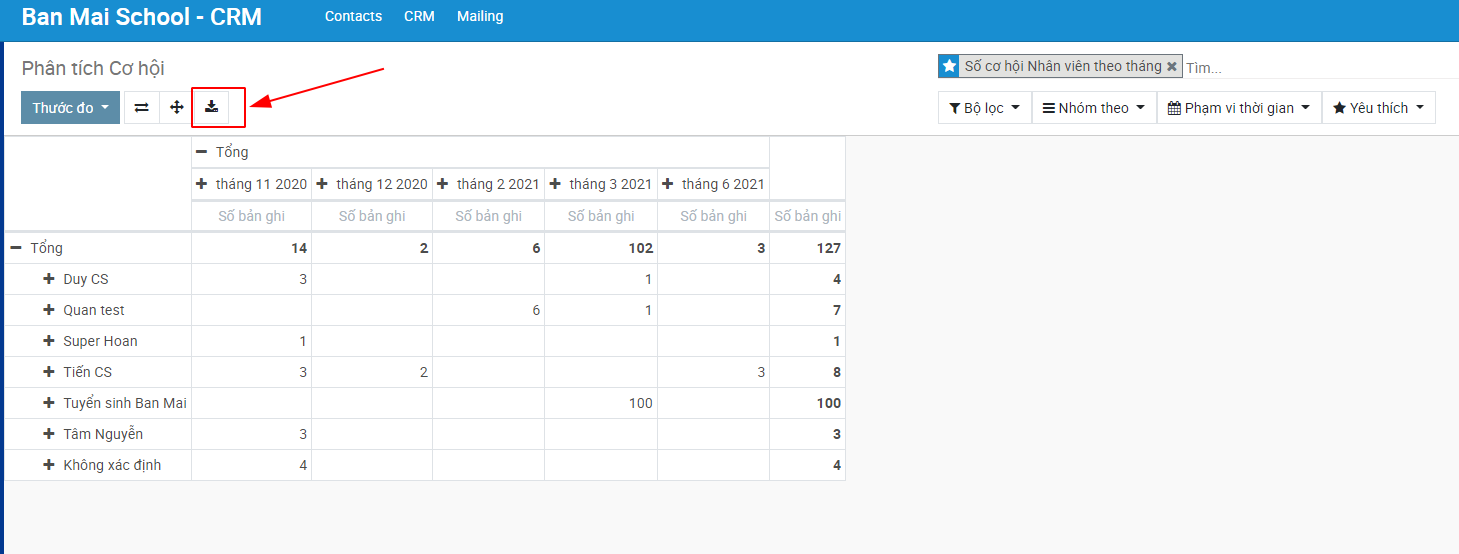 Ban Mai School - CRM Contacts CRM Mailing
Phân tích Cơ hội Số cơ hội Nhân viên theo tháng Tìm...
Thước đo Bộ lọc Nhóm theo Phạm vi thời gian Yêu thích
Tổng
tháng 11 2020 tháng 12 2020 tháng 2 2021 tháng 3 2021 tháng 6 2021
Số bản ghi Số bản ghi Số bản ghi Số bản ghi Số bản ghi Số bản ghi
Tổng 14 2 6 102 3 127
Duy CS 3 1 4
Quan test 6 1 7
Super Hoan 1 1
Tiến CS 3 2 3 8
Tuyển sinh Ban Mai 100 100
Tâm Nguyễn 3 3
Không xác định 4 4